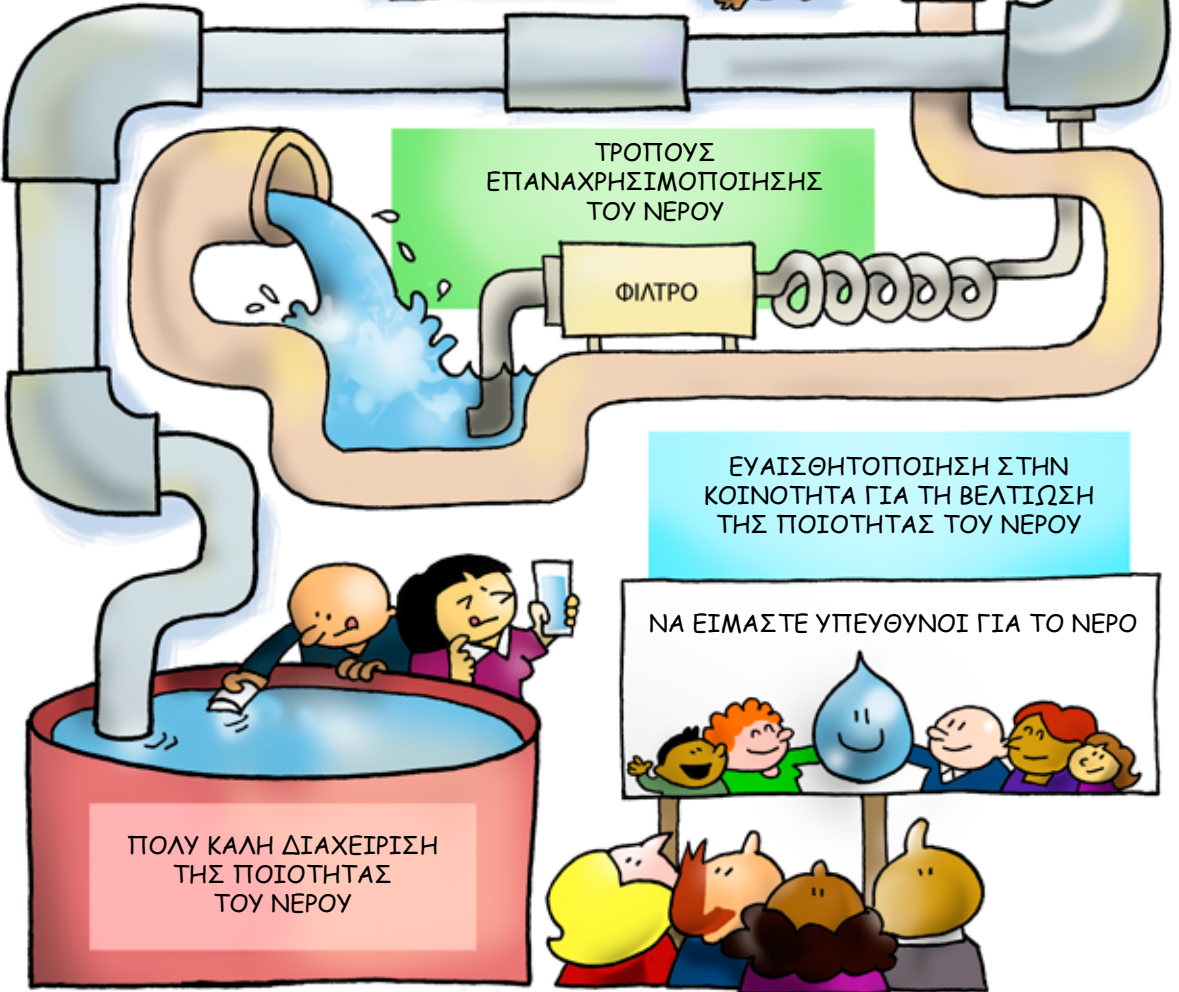 ΤΡΟΠΟΥΣ
ΕΠΑΝΑΧΡΗΣΙΜΟΠΟΙΗΣΗΣ
ΤΟΥ ΝΕΡΟΥ
ΦΙΛΤΡΟ
ΕΥΑΙΣΘΗΤΟΠΟΙΗΣΗ ΣΤΗΝ
ΚΟΙΝΟΤΗΤΑ ΓΙΑ ΤΗ ΒΕΛΤΙΩΣΗ
ΤΗΣ ΠΟΙΟΤΗΤΑΣ ΤΟΥ ΝΕΡΟΥ
ΝΑ ΕΙΜΑΣΤΕ ΥΠΕΥΘΥΝΟΙ ΓΙΑ ΤΟ ΝΕΡΟ
ΠΟΛΥ ΚΑΛΗ ΔΙΑΧΕΙΡΙΣΗ
ΤΗΣ ΠΟΙΟΤΗΤΑΣ
ΤΟΥ ΝΕΡΟΥ